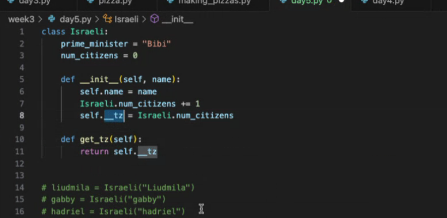 day3.py pizza.py making_pizzas.py day5.py day4.py
week3 > day5.py > Israeli > __init__
1 class Israeli:
2     prime_minister = "Bibi"
3     num_citizens = 0
4
5     def __init__(self, name):
6         self.name = name
7         Israeli.num_citizens += 1
8         self.__tz = Israeli.num_citizens
9
10     def get_tz(self):
11         return self.__tz
12
13
14 # liudmila = Israeli("Liudmila")
15 # gabby = Israeli("gabby")
16 # hadriel = Israeli("hadriel")